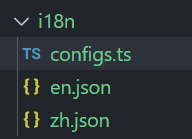 i18n
TS configs.ts
{} en.json
{} zh.json